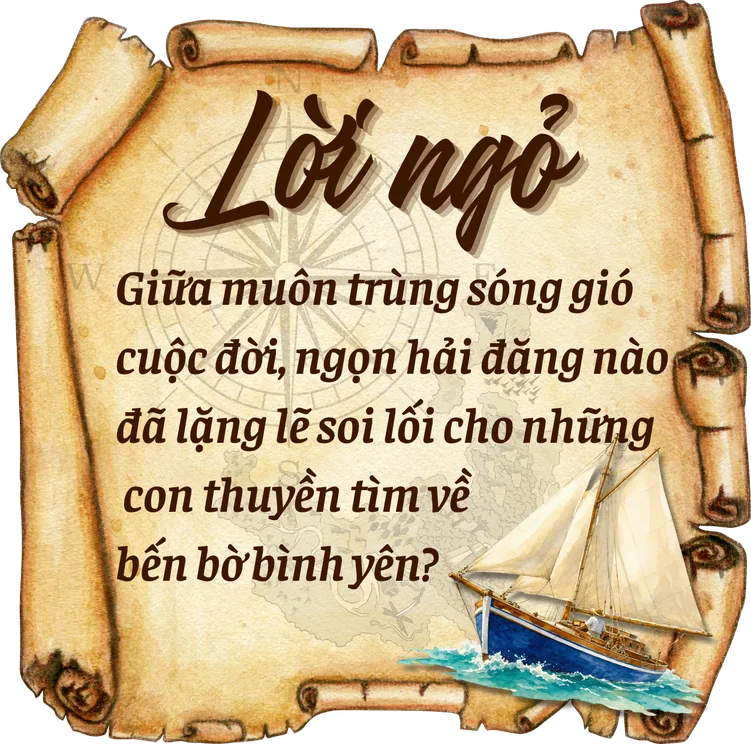 Lời ngỏ
Giữa muôn trùng sóng gió
cuộc đời, ngọn hải đăng nào
đã lặng lẽ soi lối cho những
con thuyền tìm về
bến bờ bình yên?
N
W
E
S